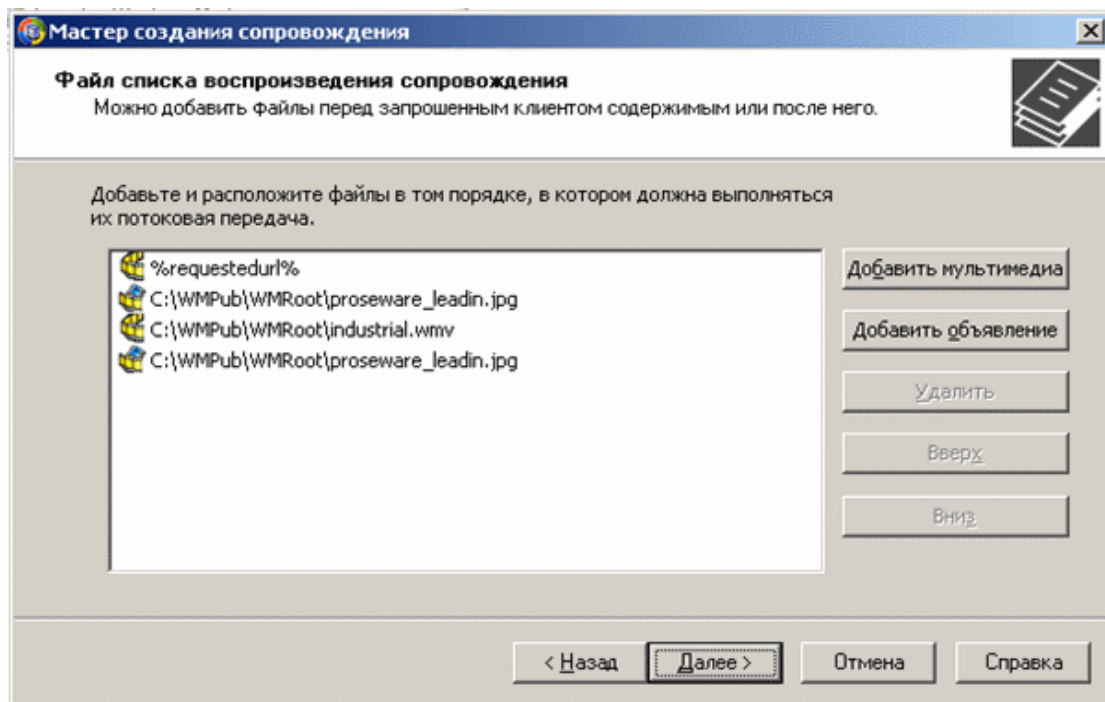 Мастер создания сопровождения
Файл списка воспроизведения сопровождения
Можно добавить файлы перед запрошенным клиентом содержимым или после него.
Добавьте и расположите файлы в том порядке, в котором должна выполняться
их потоковая передача.
%requestedurl%
C:\WMPub\WMRoot\proseware_leadin.jpg
C:\WMPub\WMRoot\industrial.wmv
C:\WMPub\WMRoot\proseware_leadin.jpg
Добавить мультимедиа
Добавить объявление
Удалить
Вверх
Вниз
< Назад
Далее >
Отмена
Справка